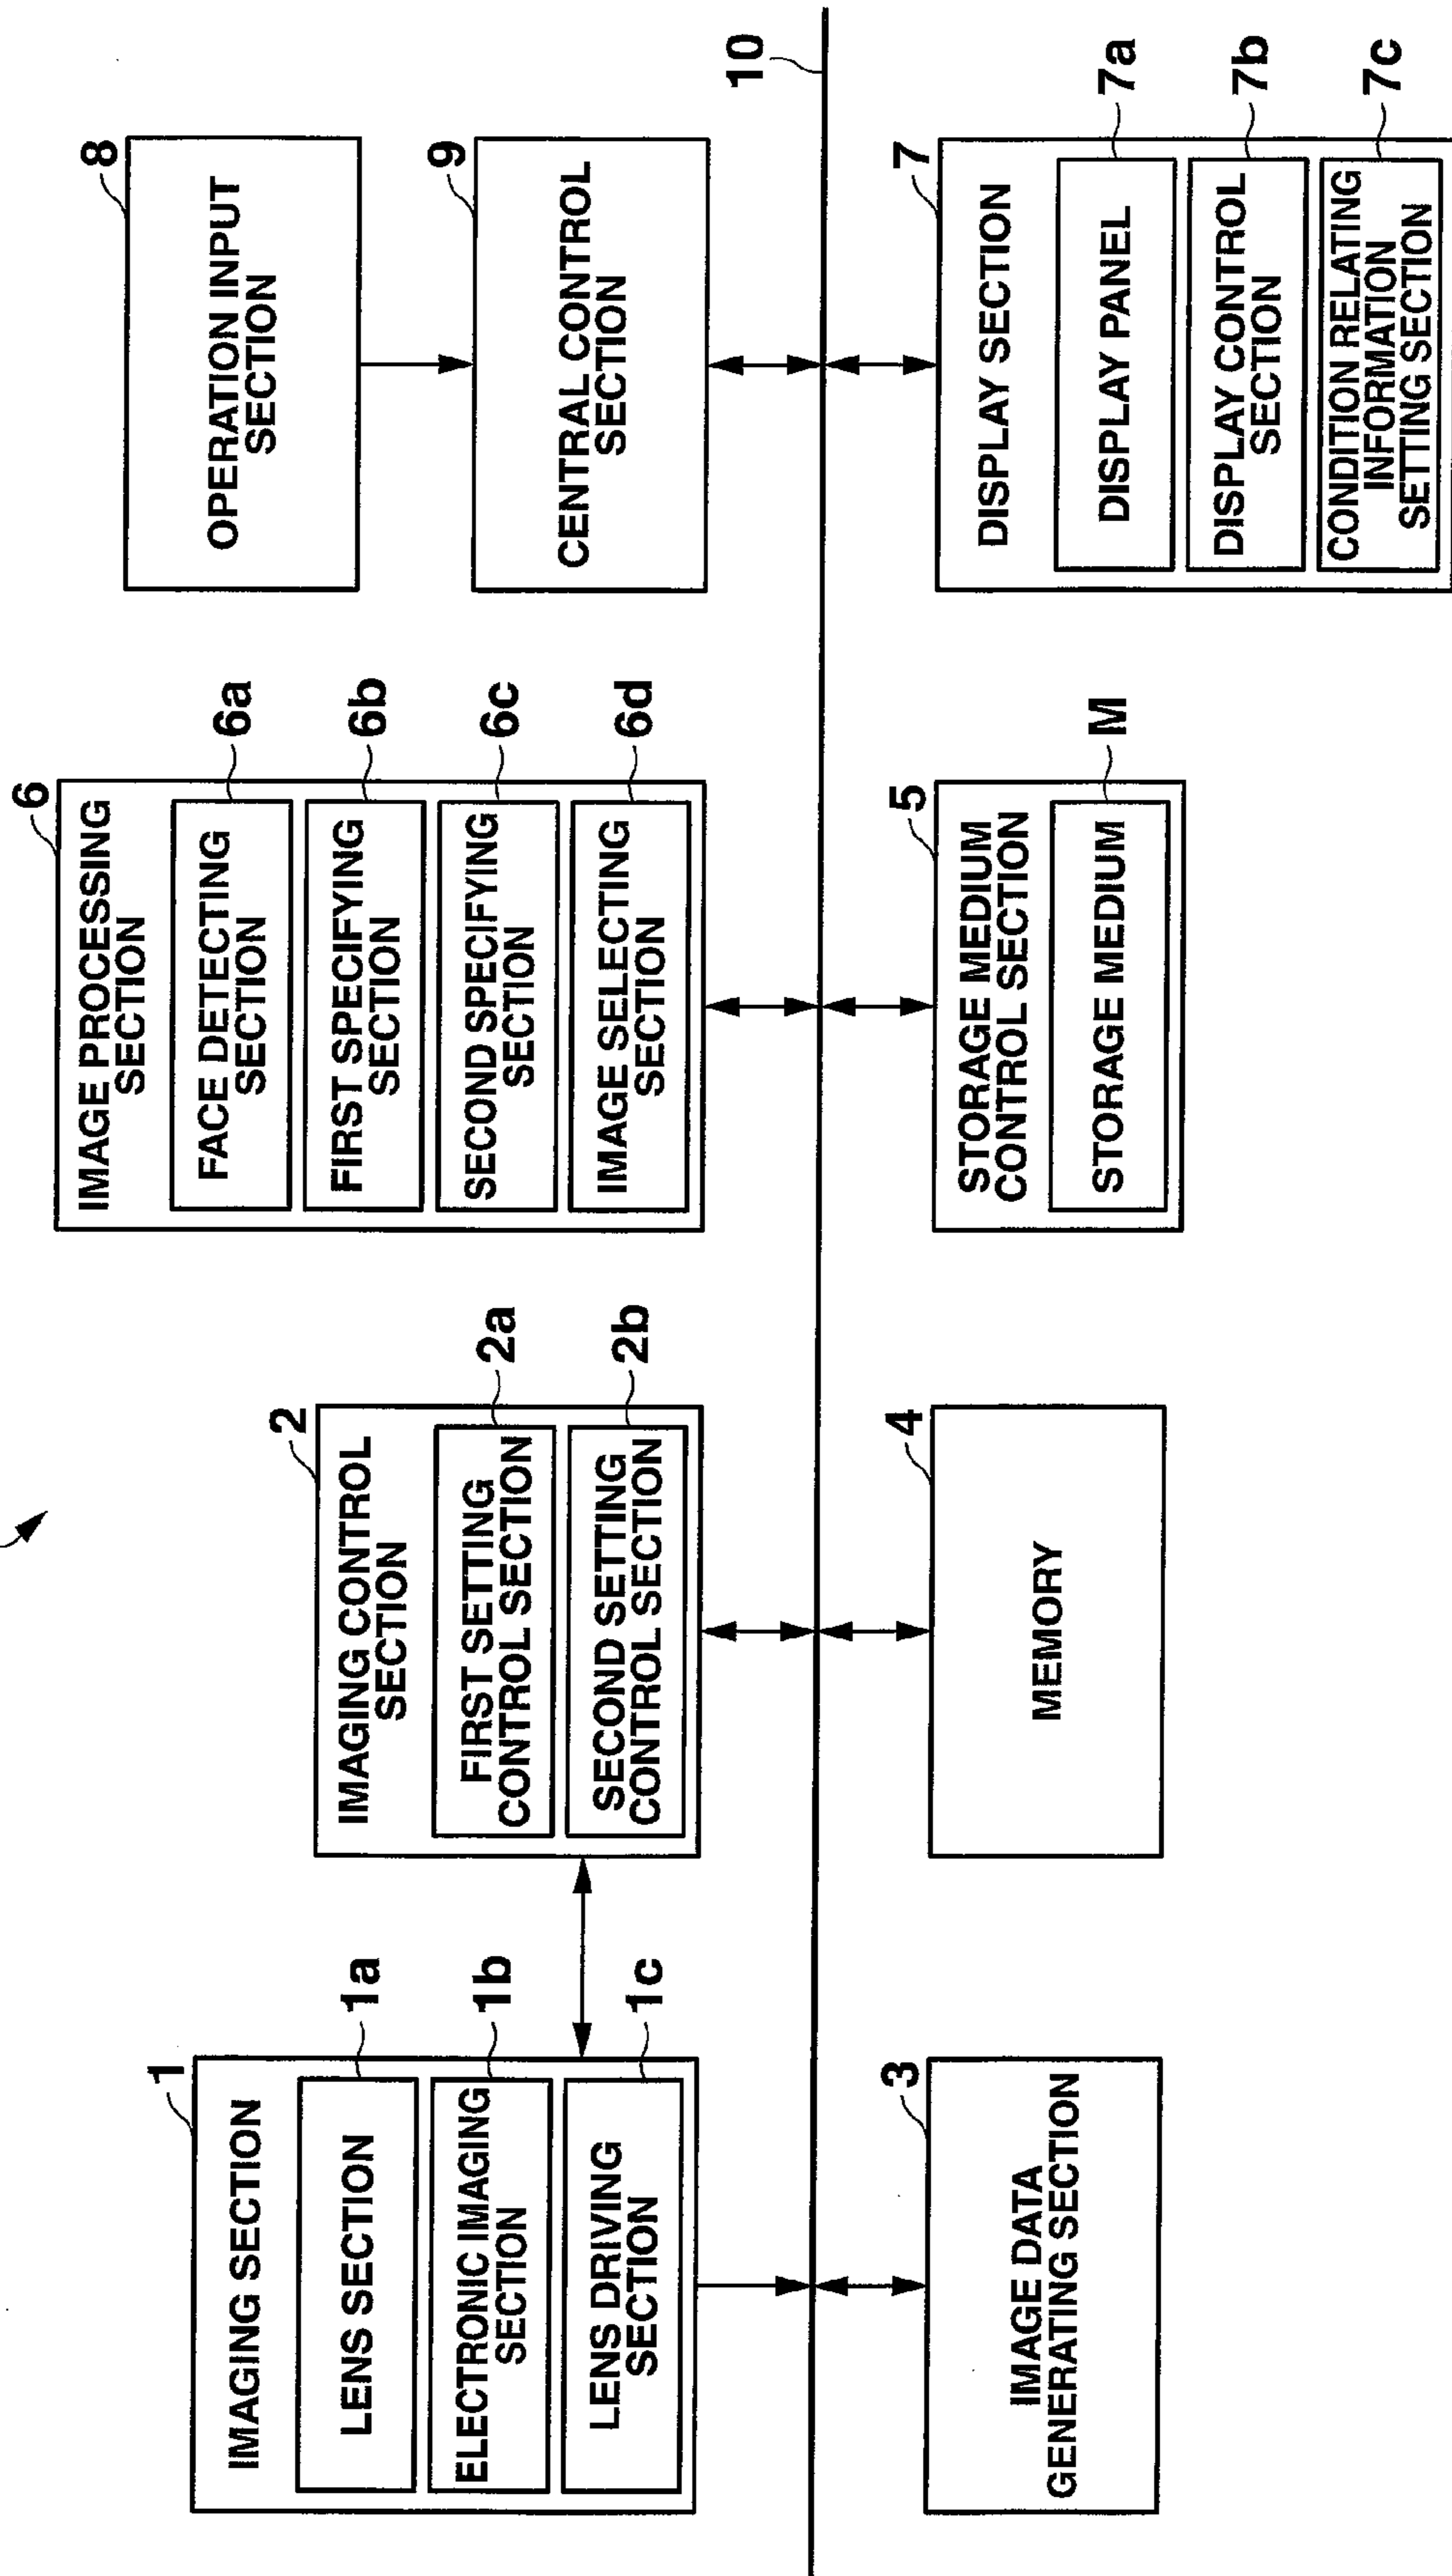 1
IMAGING SECTION
LENS SECTION
1a
ELECTRONIC IMAGING
SECTION
1b
LENS DRIVING
SECTION
1c
2
IMAGING CONTROL
SECTION
FIRST SETTING
CONTROL SECTION
2a
SECOND SETTING
CONTROL SECTION
2b
6
IMAGE PROCESSING
SECTION
FACE DETECTING
SECTION
6a
FIRST SPECIFYING
SECTION
6b
SECOND SPECIFYING
SECTION
6c
IMAGE SELECTING
SECTION
6d
8
OPERATION INPUT
SECTION
9
CENTRAL CONTROL
SECTION
10
3
IMAGE DATA
GENERATING SECTION
4
MEMORY
5
STORAGE MEDIUM
CONTROL SECTION
STORAGE MEDIUM
M
7
DISPLAY SECTION
DISPLAY PANEL
7a
DISPLAY CONTROL
SECTION
7b
CONDITION RELATING
INFORMATION
SETTING SECTION
7c